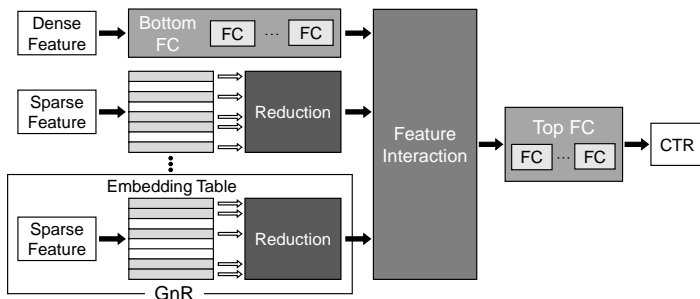 Dense
Feature
Bottom
FC
FC ... FC
Sparse
Feature
Reduction
Feature
Interaction
Top FC
FC ... FC
CTR
Embedding Table
Sparse
Feature
Reduction
GnR